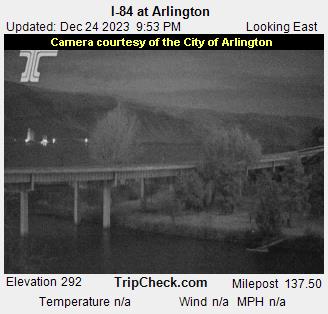 I-84 at Arlington
Updated: Dec 24 2023 9:53 PM Looking East
Camera courtesy of the City of Arlington
Elevation 292 TripCheck.com Milepost 137.50
Temperature n/a Wind n/a MPH n/a